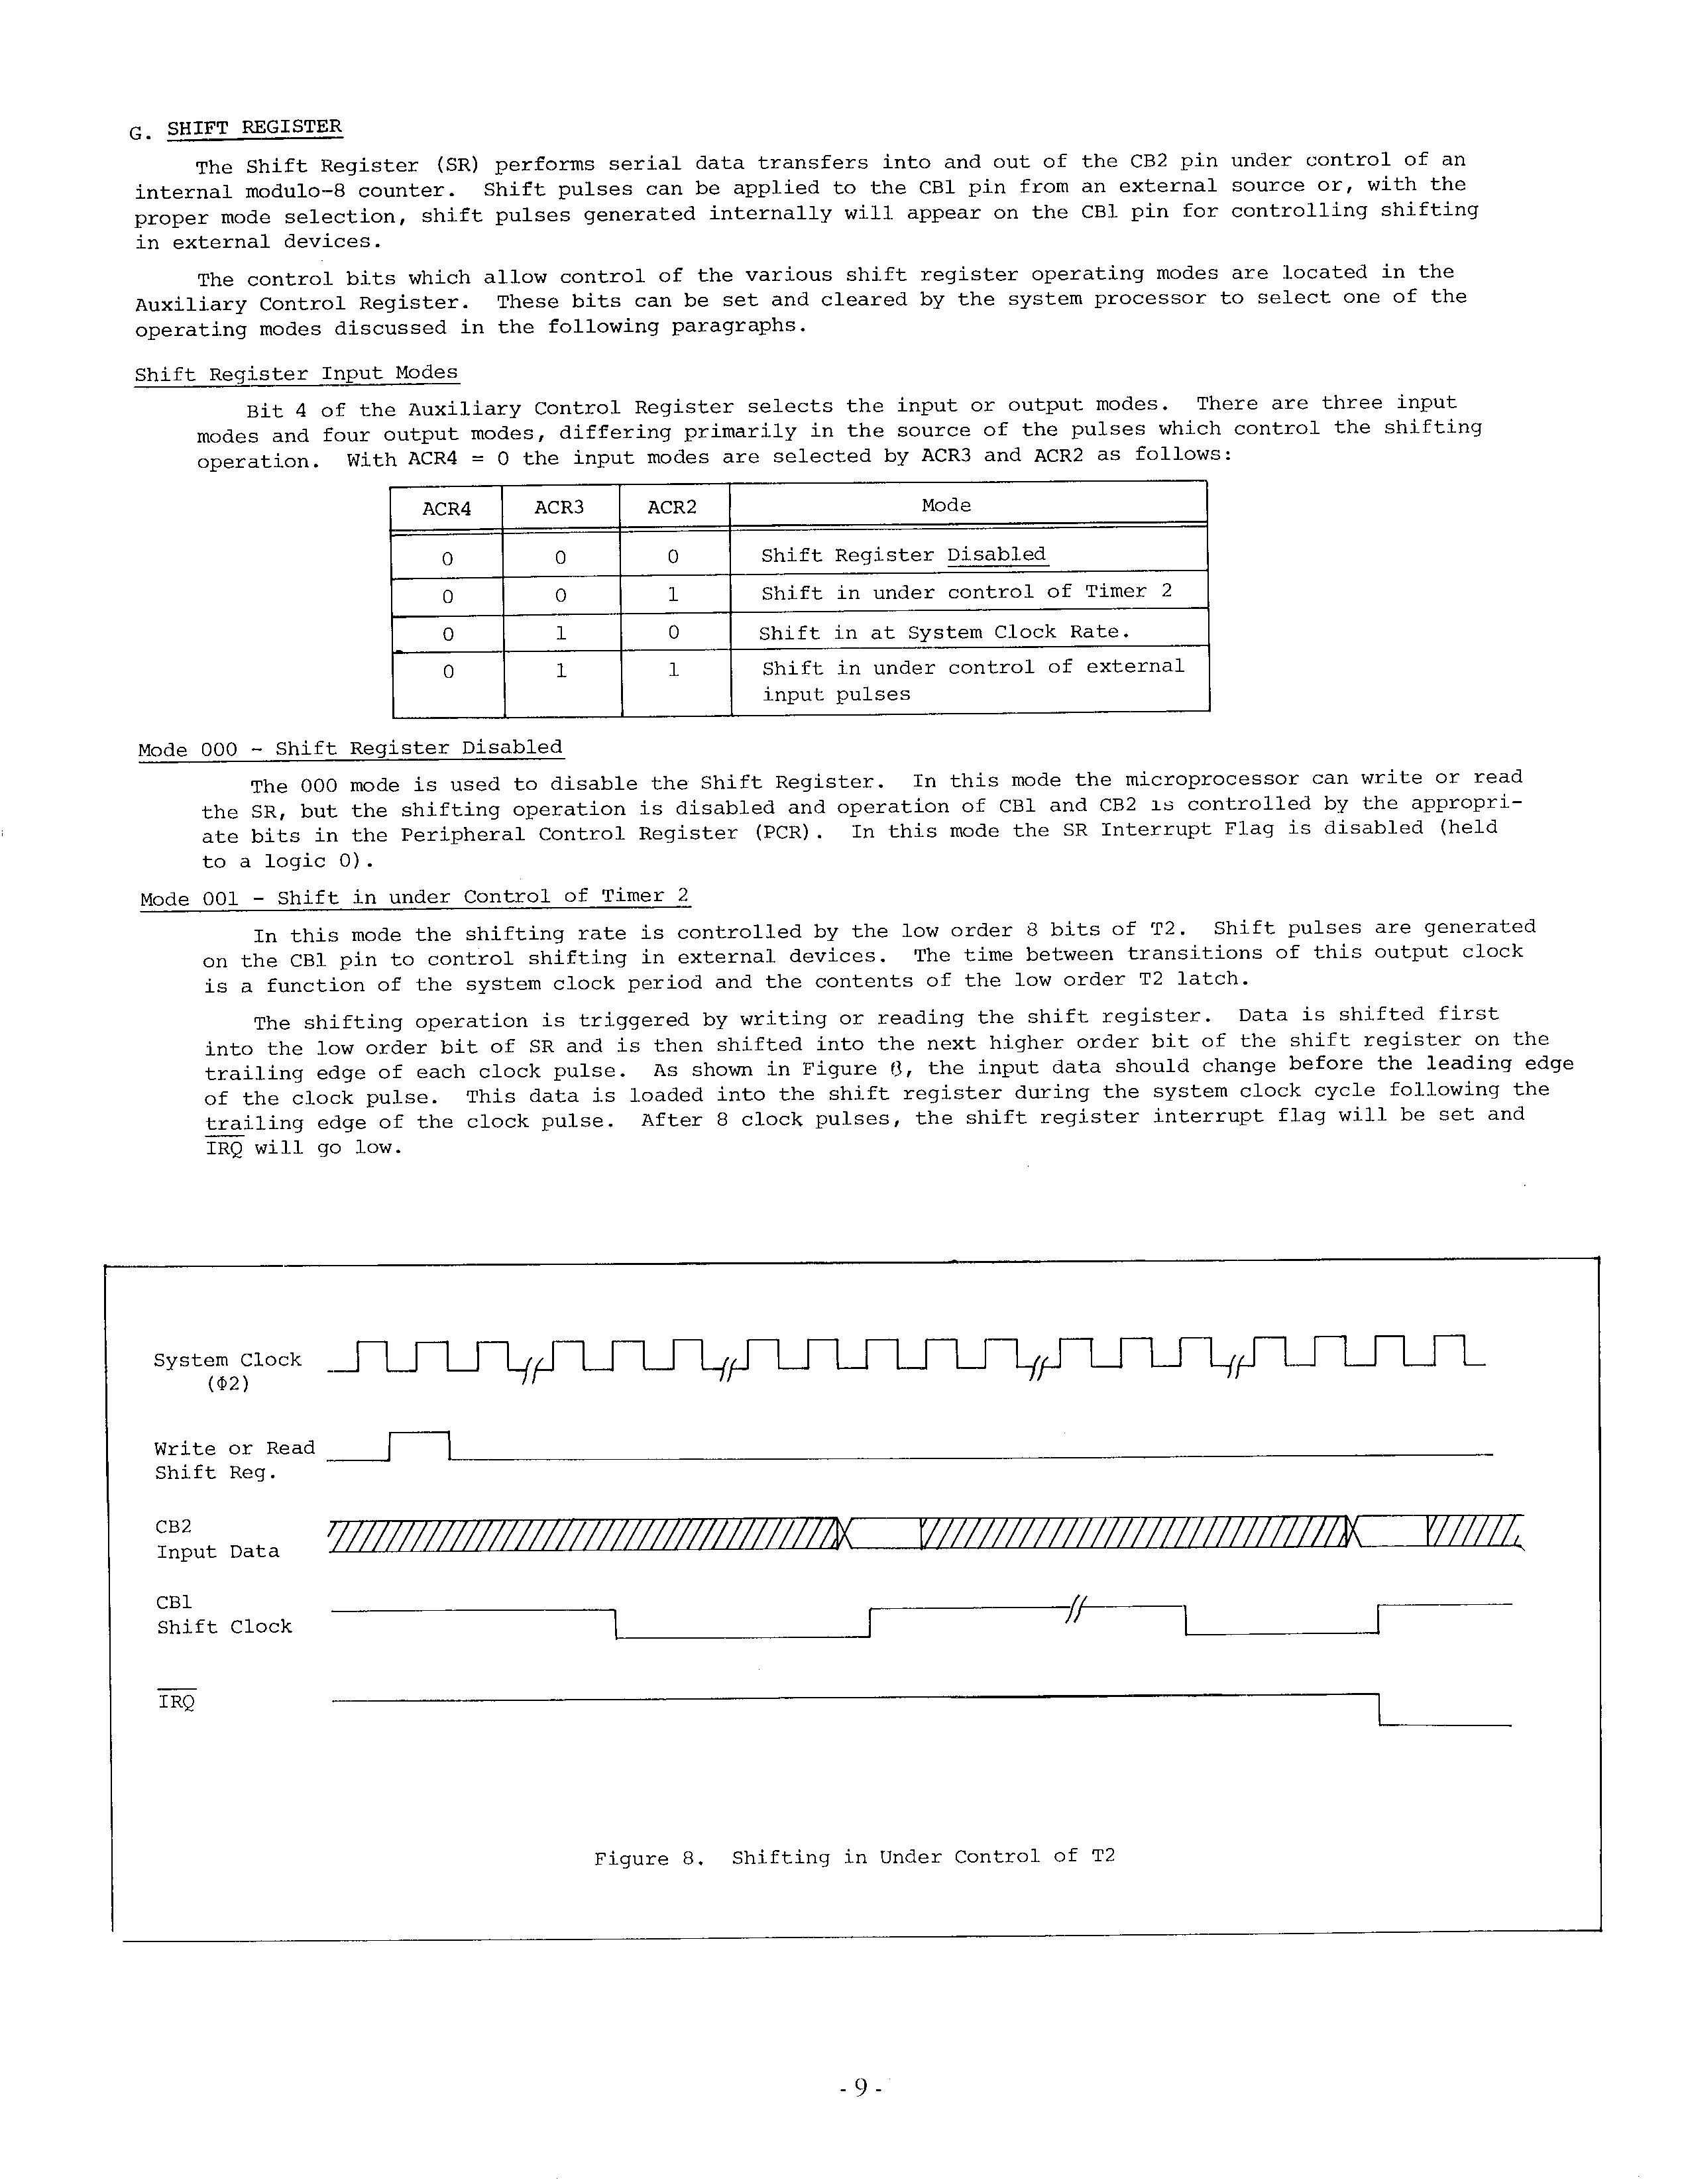 G. SHIFT REGISTER
The Shift Register (SR) performs serial data transfers into and out of the CB2 pin under control of an
internal modulo-8 counter. Shift pulses can be applied to the CB1 pin from an external source or, with the
proper mode selection, shift pulses generated internally will appear on the CB1 pin for controlling shifting
in external devices.
The control bits which allow control of the various shift register operating modes are located in the
Auxiliary Control Register. These bits can be set and cleared by the system processor to select one of the
operating modes discussed in the following paragraphs.
Shift Register Input Modes
Bit 4 of the Auxiliary Control Register selects the input or output modes. There are three input
modes and four output modes, differing primarily in the source of the pulses which control the shifting
operation. With ACR4 = 0 the input modes are selected by ACR3 and ACR2 as follows:
ACR4 ACR3 ACR2 Mode
0 0 0 Shift Register Disabled
0 0 1 Shift in under control of Timer 2
0 1 0 Shift in at System Clock Rate.
0 1 1 Shift in under control of external
input pulses
Mode 000 - Shift Register Disabled
The 000 mode is used to disable the Shift Register. In this mode the microprocessor can write or read
the SR, but the shifting operation is disabled and operation of CB1 and CB2 is controlled by the appropri-
ate bits in the Peripheral Control Register (PCR). In this mode the SR Interrupt Flag is disabled (held
to a logic 0).
Mode 001 - Shift in under Control of Timer 2
In this mode the shifting rate is controlled by the low order 8 bits of T2. Shift pulses are generated
on the CB1 pin to control shifting in external devices. The time between transitions of this output clock
is a function of the system clock period and the contents of the low order T2 latch.
The shifting operation is triggered by writing or reading the shift register. Data is shifted first
into the low order bit of SR and is then shifted into the next higher order bit of the shift register on the
trailing edge of each clock pulse. As shown in Figure 8, the input data should change before the leading edge
of the clock pulse. This data is loaded into the shift register during the system clock cycle following the
trailing edge of the clock pulse. After 8 clock pulses, the shift register interrupt flag will be set and
IRQ will go low.
System Clock
(Φ2)
Write or Read
Shift Reg.
CB2
Input Data
CB1
Shift Clock
IRQ
Figure 8. Shifting in Under Control of T2
- 9 -